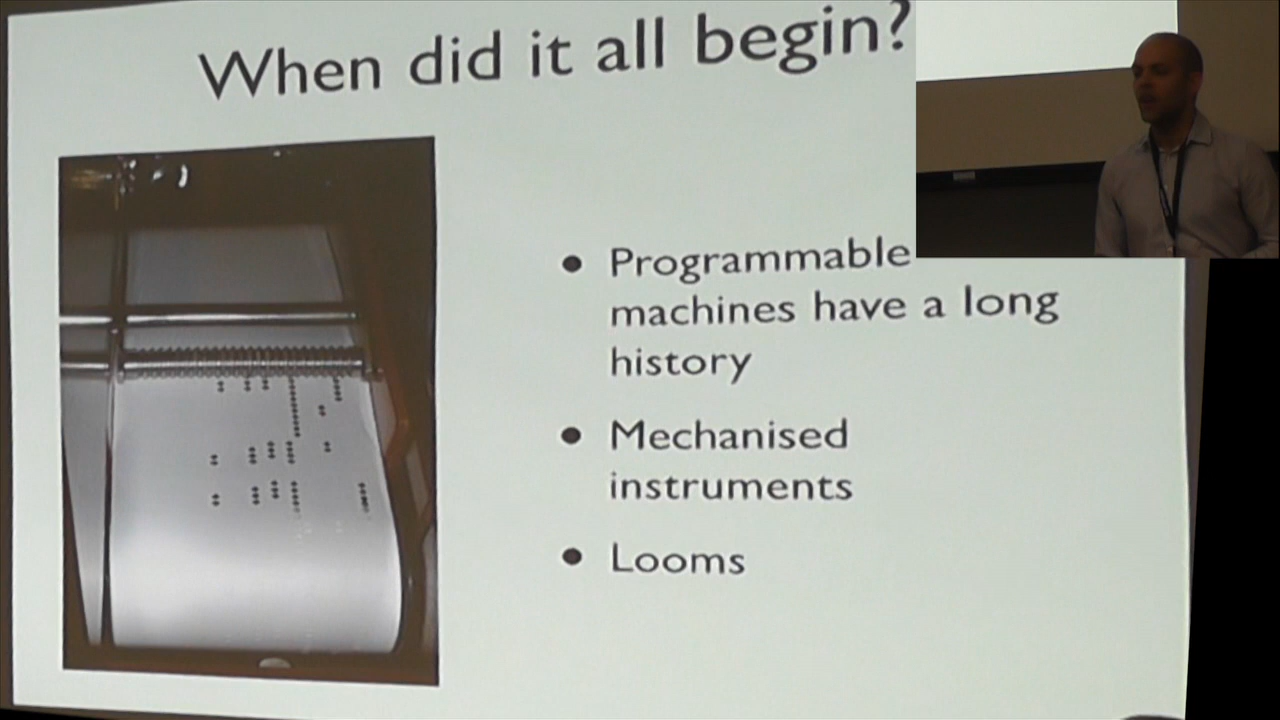 When did it all begin?
Programmable
machines have a long
history
Mechanised
instruments
Looms